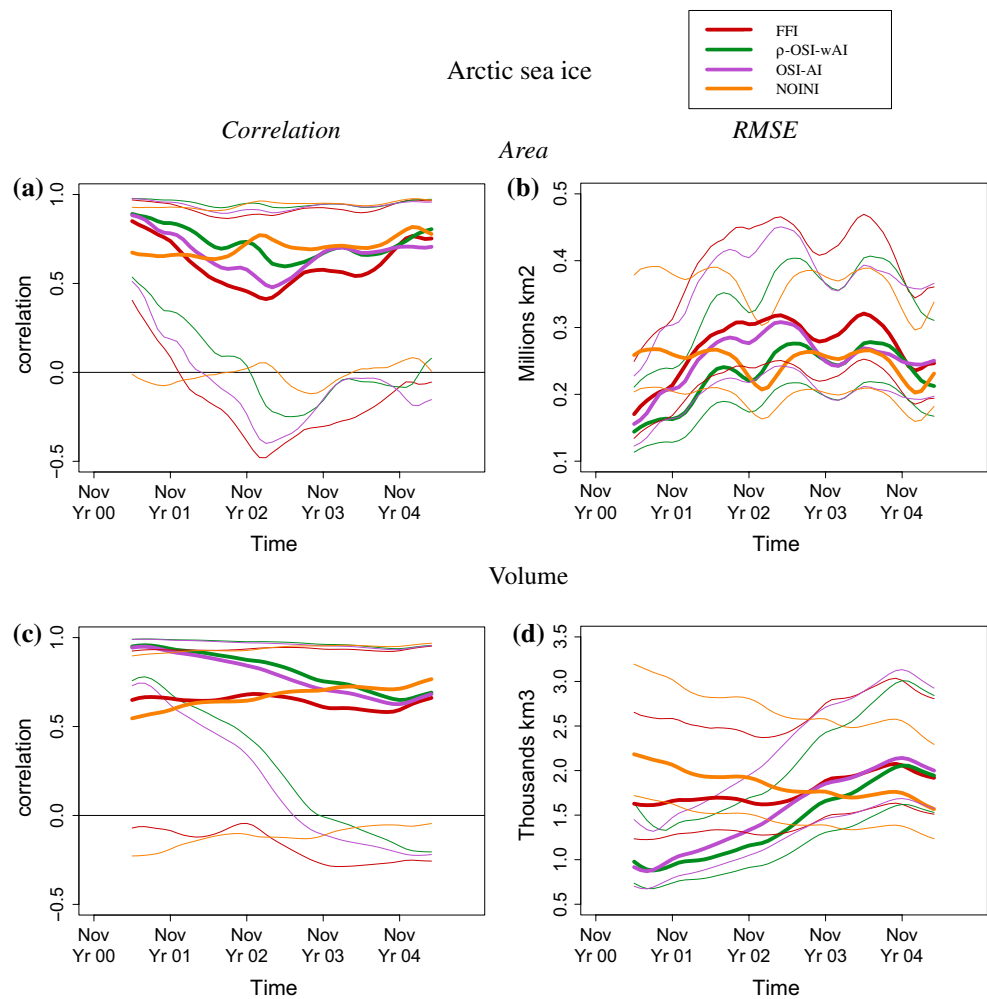 FFI
ρ-OSI-wAI
OSI-AI
NOINI
Arctic sea ice
Correlation
RMSE
Area
(a)
1.0
0.5
0.0
−0.5
correlation
Nov Nov Nov Nov Nov
Yr 00 Yr 01 Yr 02 Yr 03 Yr 04
Time
(b)
0.5
0.4
0.3
0.2
0.1
Millions km2
Nov Nov Nov Nov Nov
Yr 00 Yr 01 Yr 02 Yr 03 Yr 04
Time
Volume
(c)
1.0
0.5
0.0
−0.5
correlation
Nov Nov Nov Nov Nov
Yr 00 Yr 01 Yr 02 Yr 03 Yr 04
Time
(d)
3.5
3.0
2.5
2.0
1.5
1.0
0.5
Thousands km3
Nov Nov Nov Nov Nov
Yr 00 Yr 01 Yr 02 Yr 03 Yr 04
Time